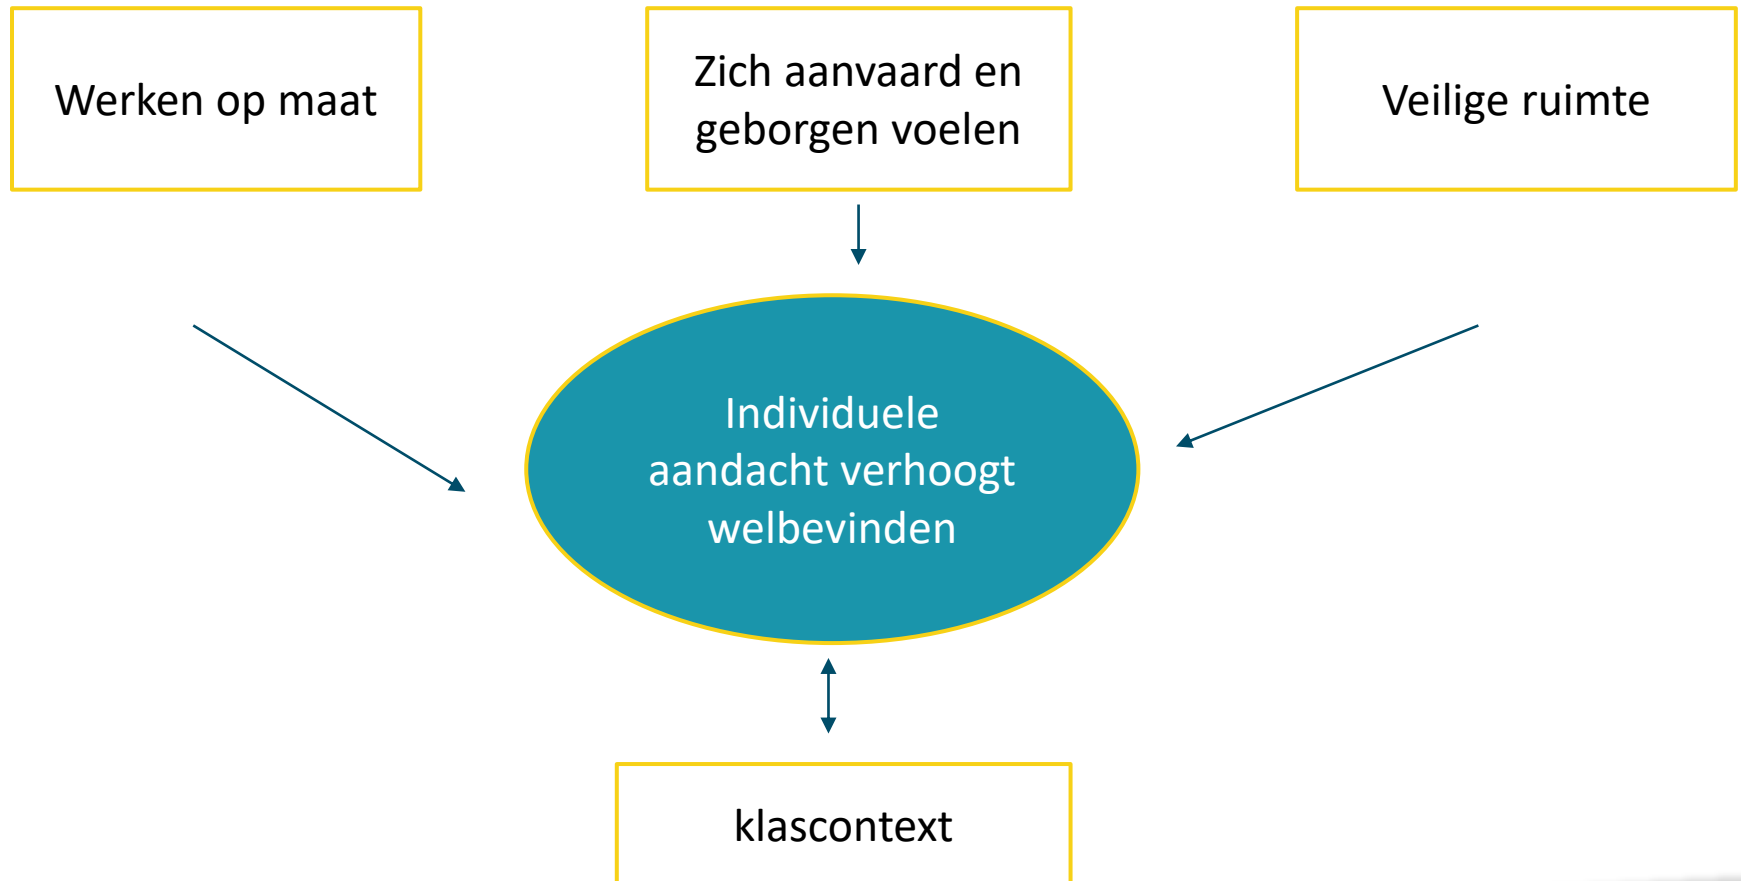 Werken op maat
Zich aanvaard en
geborgen voelen
Veilige ruimte
Individuele
aandacht verhoogt
welbevinden
klascontext